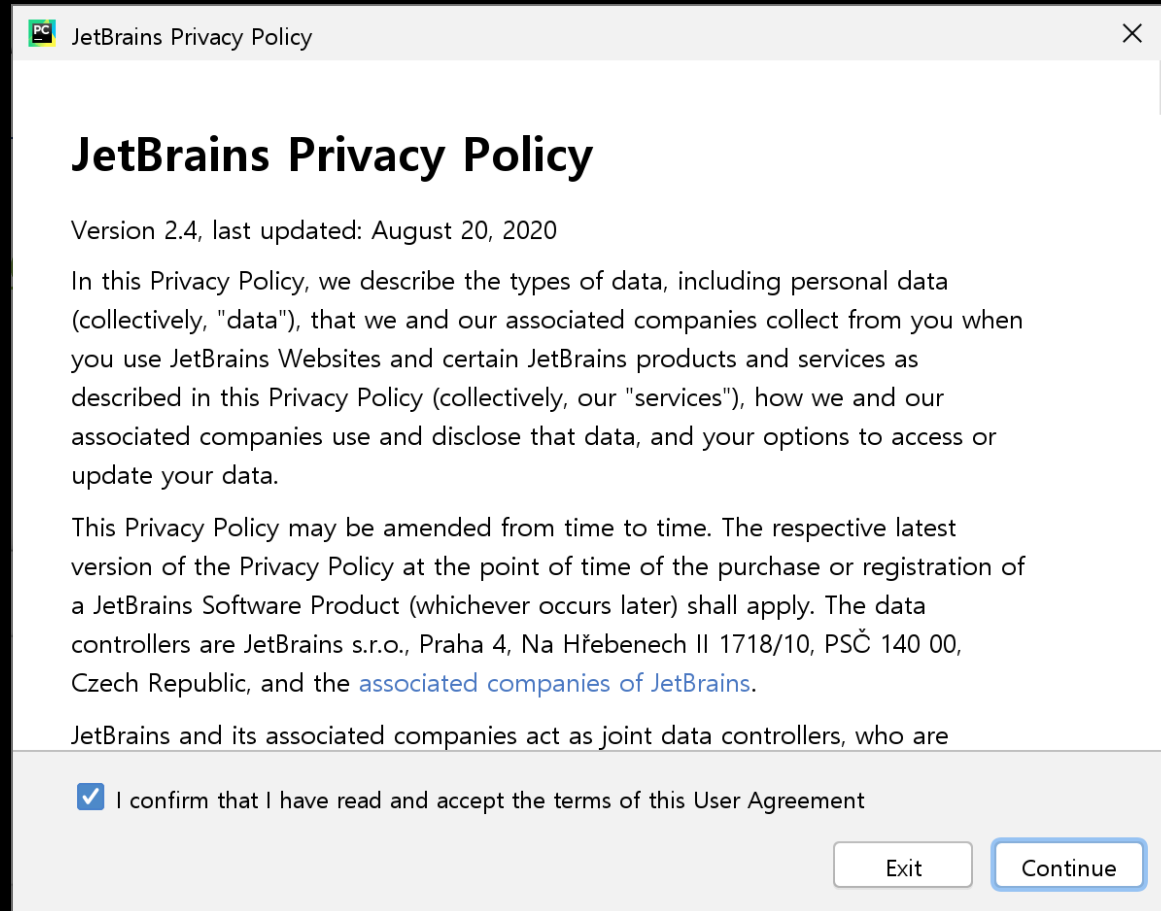 PC
JetBrains Privacy Policy
JetBrains Privacy Policy
Version 2.4, last updated: August 20, 2020
In this Privacy Policy, we describe the types of data, including personal data
(collectively, "data"), that we and our associated companies collect from you when
you use JetBrains Websites and certain JetBrains products and services as
described in this Privacy Policy (collectively, our "services"), how we and our
associated companies use and disclose that data, and your options to access or
update your data.
This Privacy Policy may be amended from time to time. The respective latest
version of the Privacy Policy at the point of time of the purchase or registration of
a JetBrains Software Product (whichever occurs later) shall apply. The data
controllers are JetBrains s.r.o., Praha 4, Na Hřebenech II 1718/10, PSČ 140 00,
Czech Republic, and the associated companies of JetBrains.
JetBrains and its associated companies act as joint data controllers, who are
I confirm that I have read and accept the terms of this User Agreement
Exit
Continue